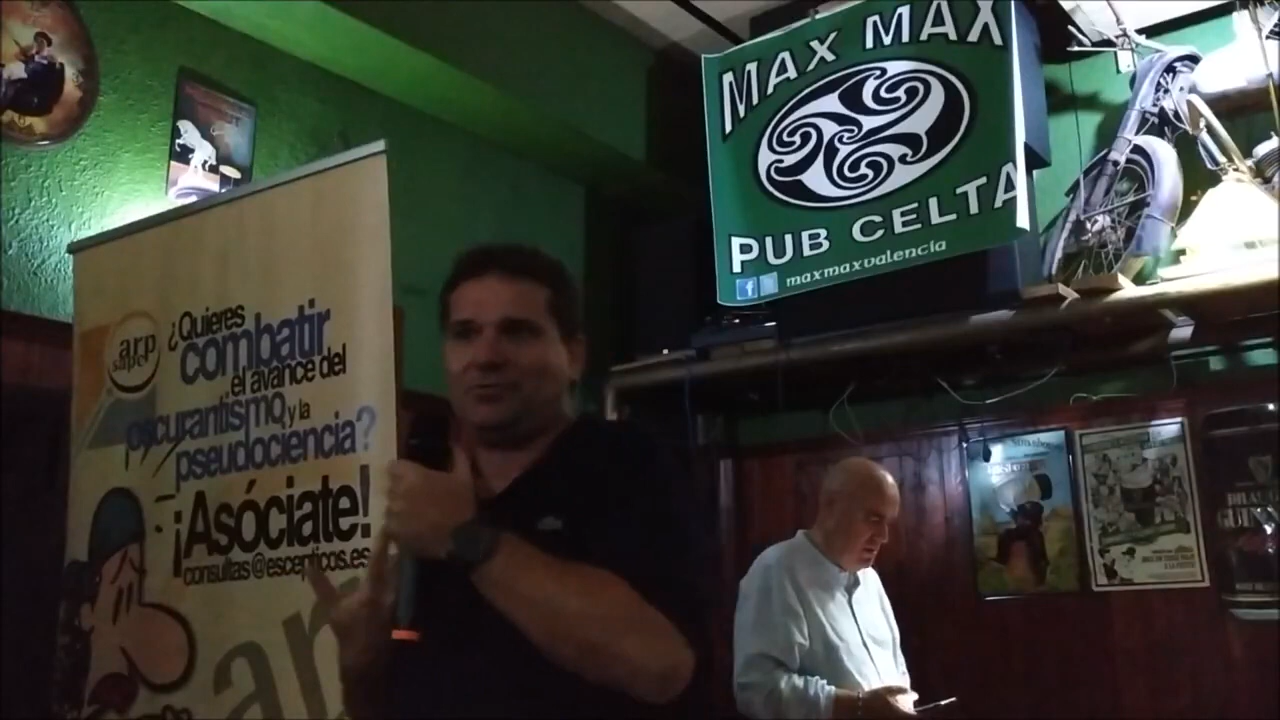 MAX MAX
PUB CELTA
f
maxmaxvalencia
arp
sapc
¿Quieres
combatir
el avance del
oscurantismo y la
pseudociencia?
¡Asóciate!
consultas@escepticos.es
ar